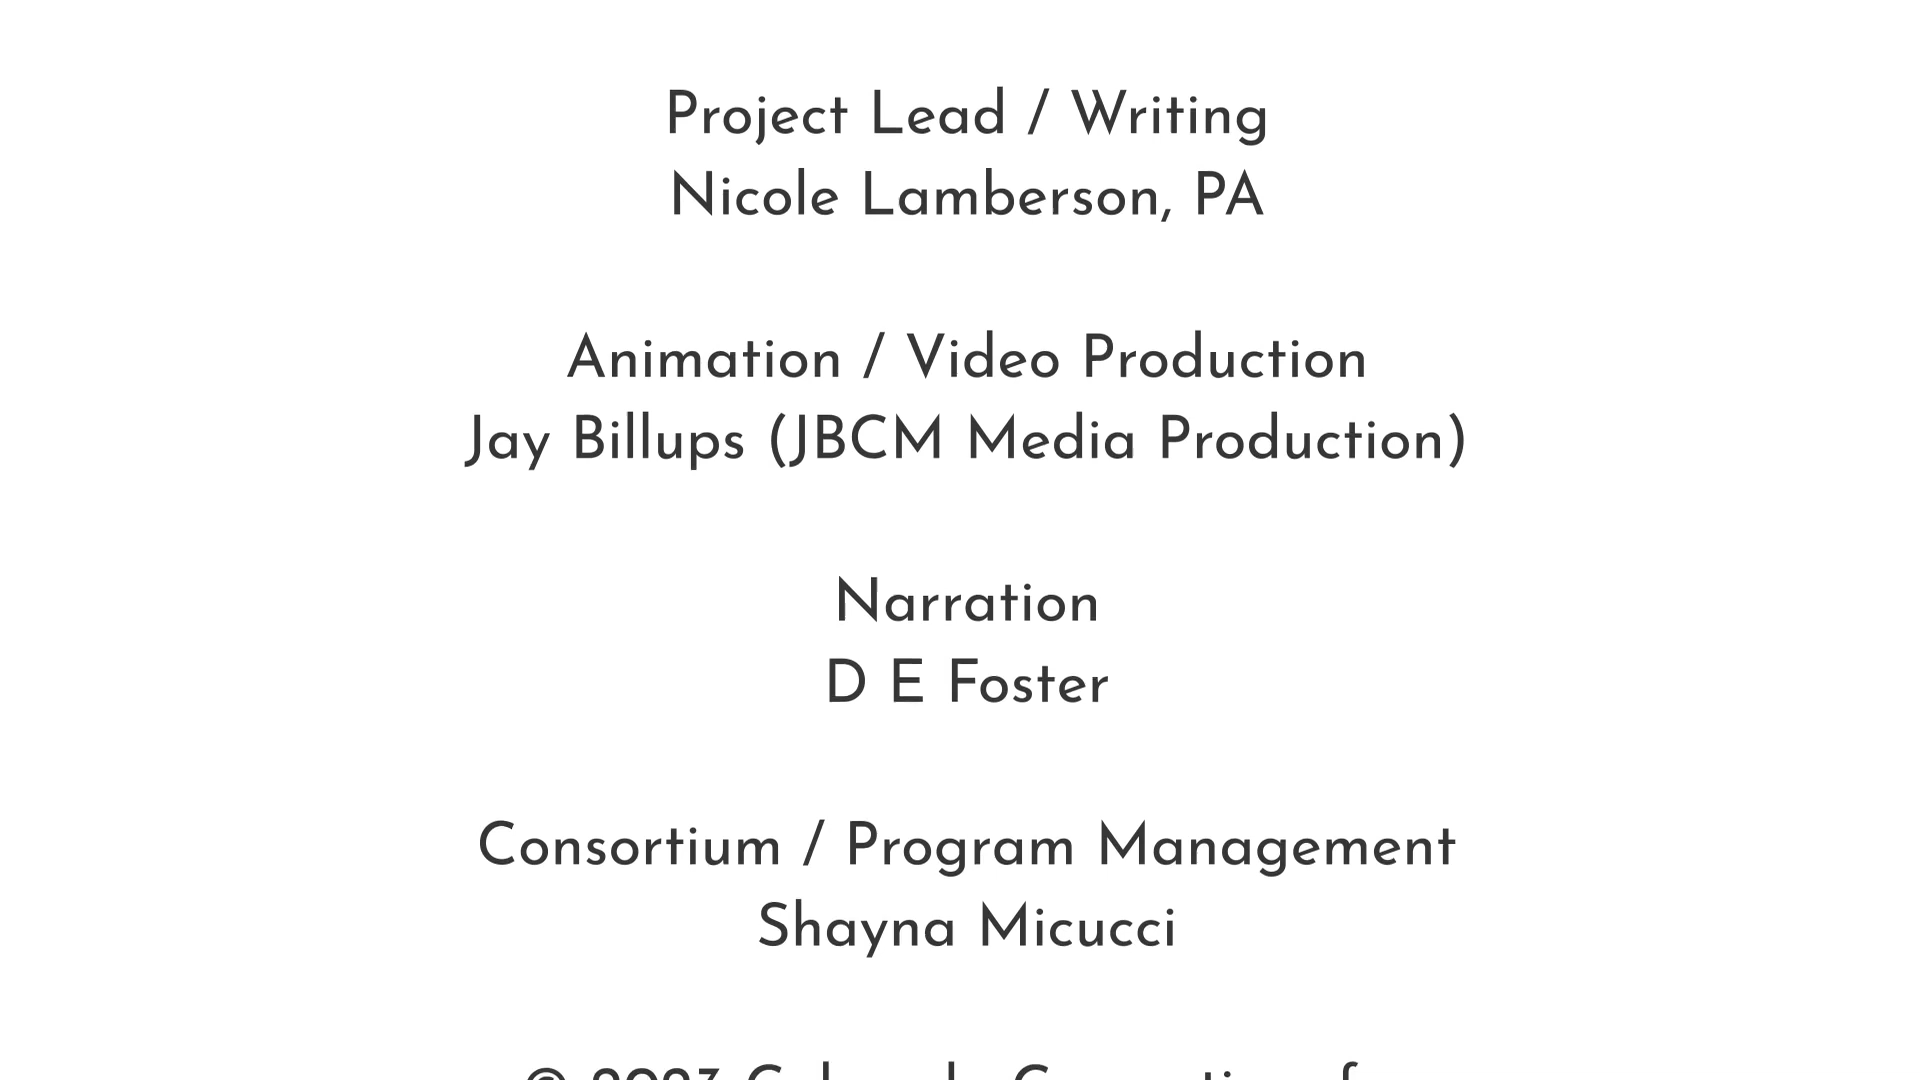 Project Lead / Writing
Nicole Lamberson, PA
Animation / Video Production
Jay Billups (JBCM Media Production)
Narration
D E Foster
Consortium / Program Management
Shayna Micucci
© 2023